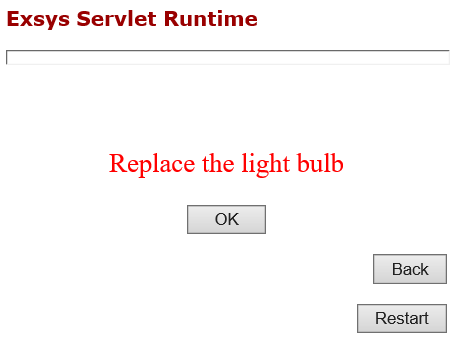 Exsys Servlet Runtime
Replace the light bulb
OK
Back
Restart